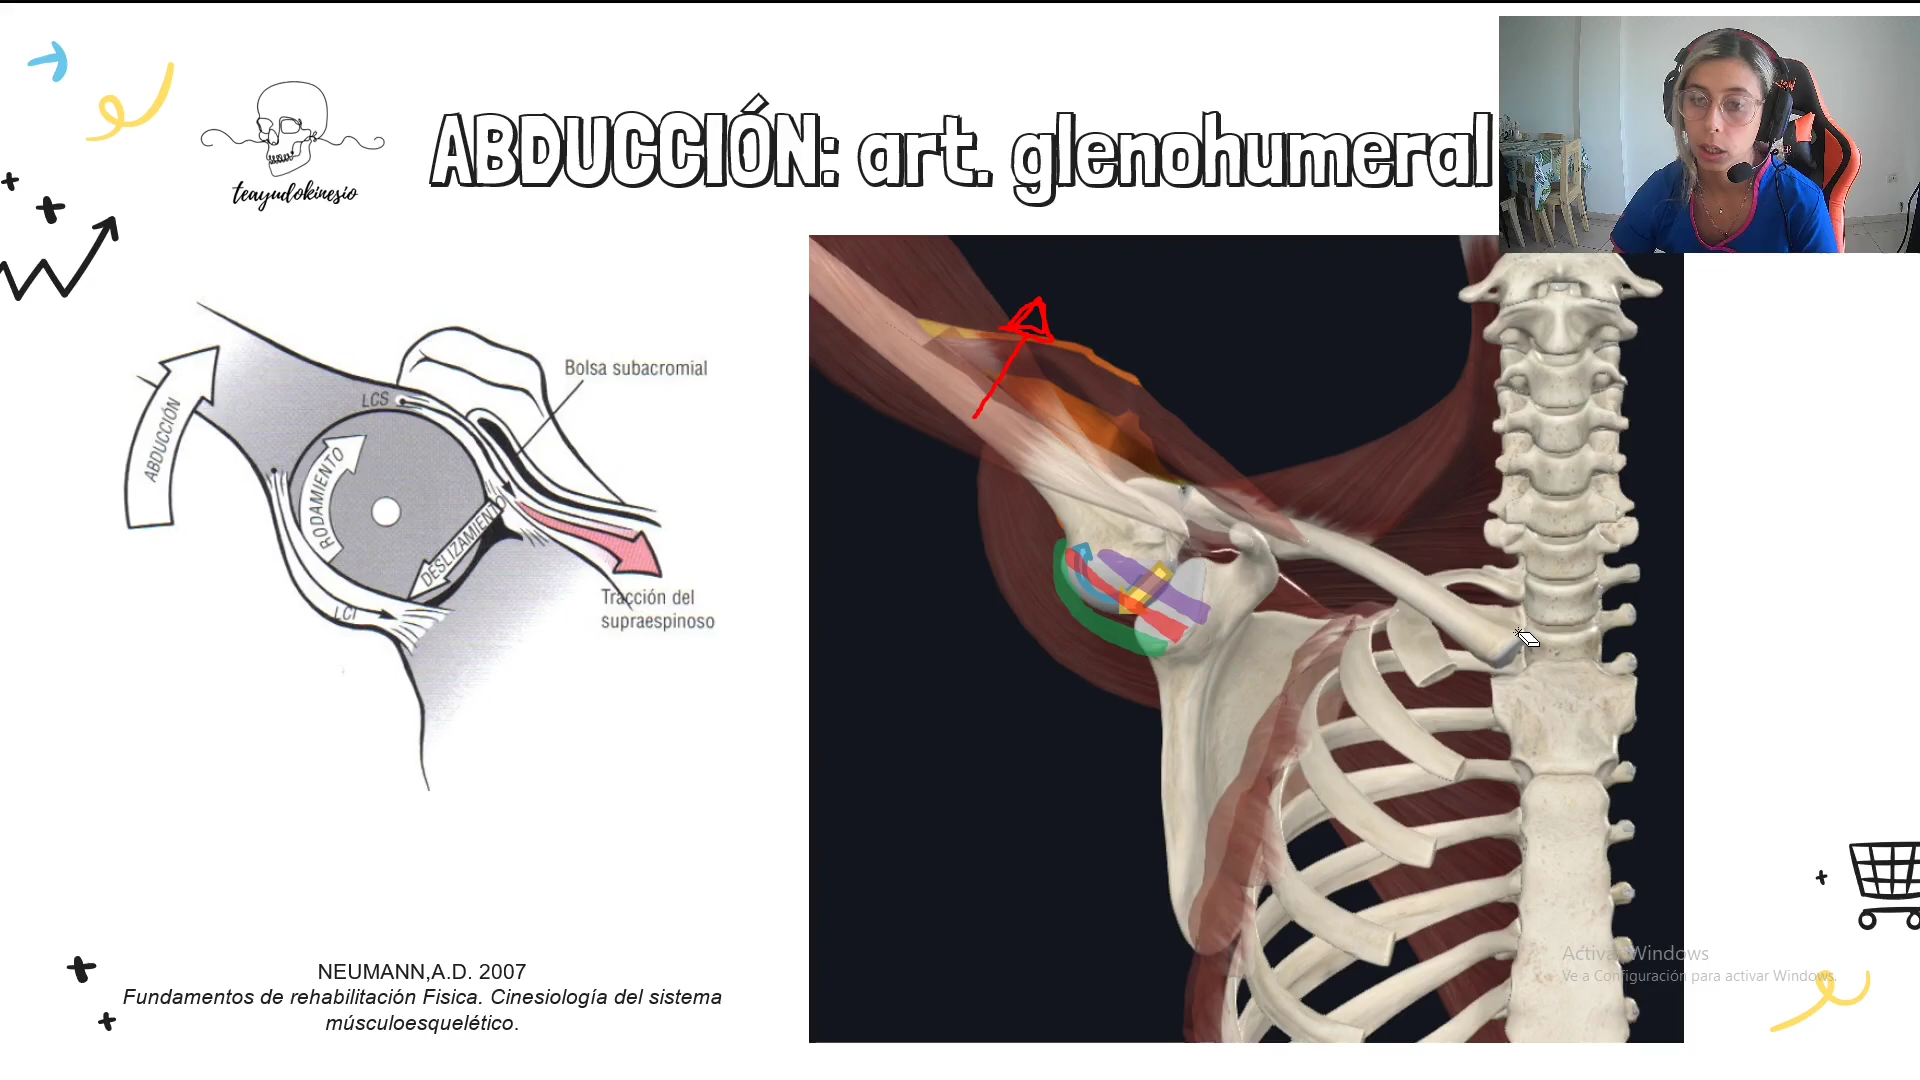 teayudokinesio
ABDUCCIÓN: art. glenohumeral
Bolsa subacromial
LCS
ABDUCCIÓN
RODAMIENTO
DESLIZAMIENTO
LCI
Tracción del
supraespinoso
NEUMANN,A.D. 2007
Fundamentos de rehabilitación Fisica. Cinesiología del sistema
músculoesquelético.
Activar Windows
Ve a Configuración para activar Windows.